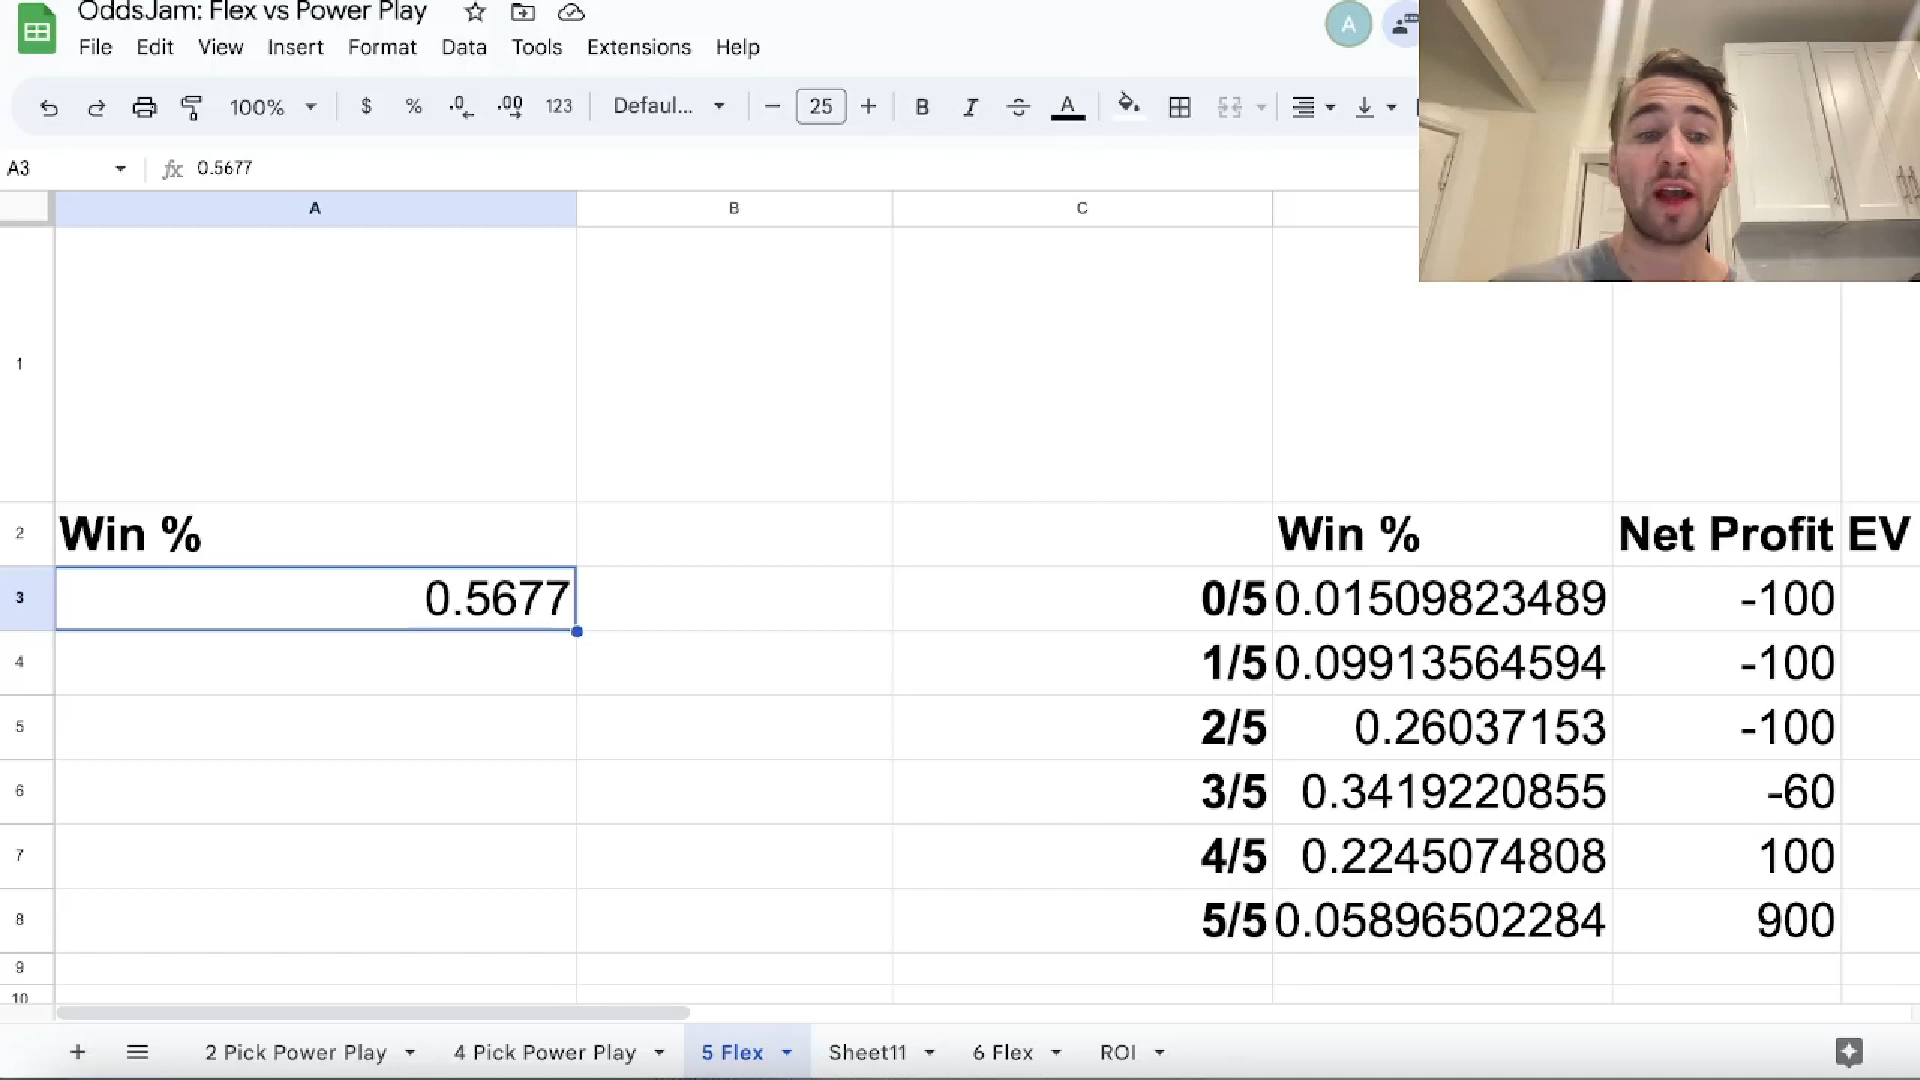 OddsJam: Flex vs Power Play
File Edit View Insert Format Data Tools Extensions Help
100% $ % .0 .00 123 Defaul... − 25 + B I A
A
A3 fx 0.5677
A B C
1
2 Win % Win % Net Profit EV
3 0.5677 0/5 0.01509823489 -100
4 1/5 0.09913564594 -100
5 2/5 0.26037153 -100
6 3/5 0.3419220855 -60
7 4/5 0.2245074808 100
8 5/5 0.05896502284 900
9
10
+ 2 Pick Power Play 4 Pick Power Play 5 Flex Sheet11 6 Flex ROI